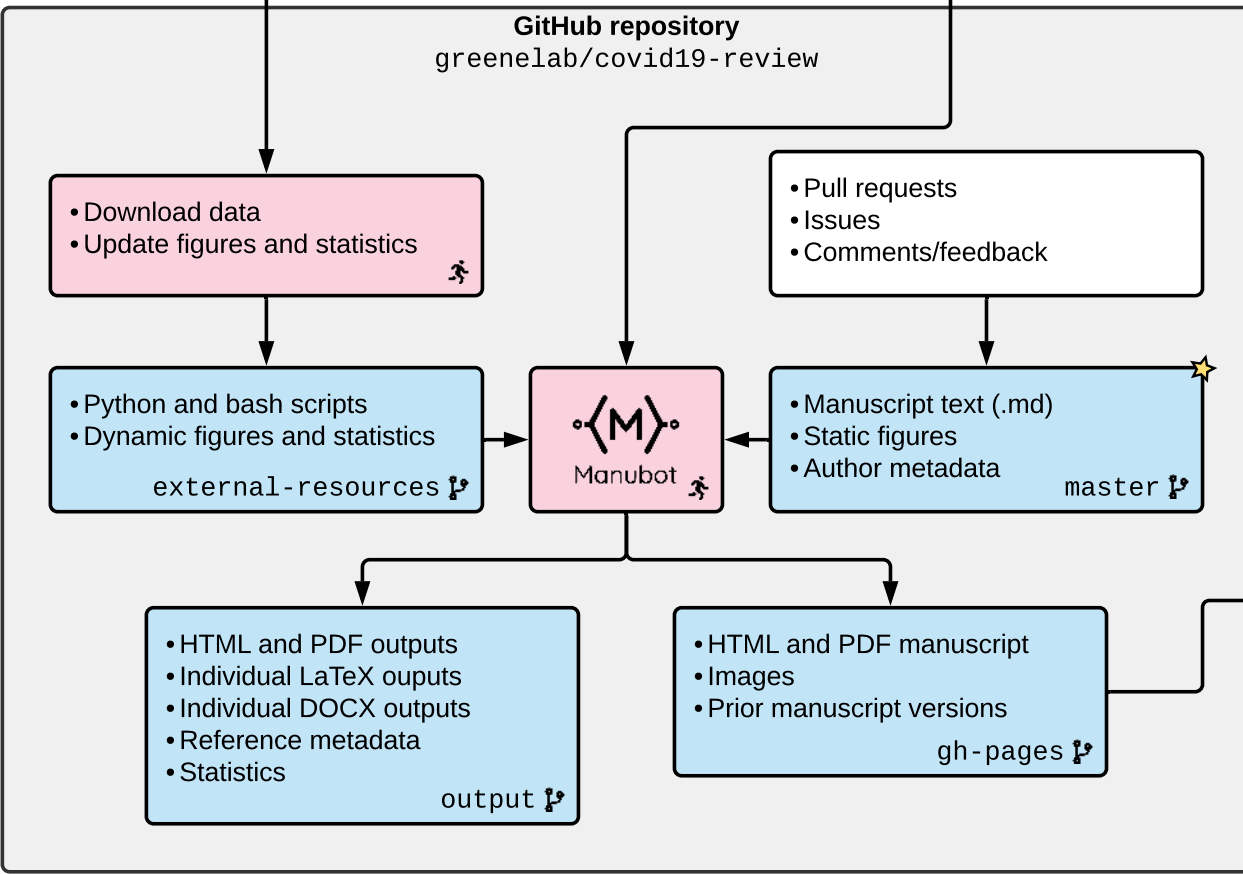 GitHub repository
greenelab/covid19-review
•Download data
•Update figures and statistics
•Pull requests
•Issues
•Comments/feedback
•Python and bash scripts
•Dynamic figures and statistics
external-resources
M
Manubot
•Manuscript text (.md)
•Static figures
•Author metadata
master
•HTML and PDF outputs
•Individual LaTeX ouputs
•Individual DOCX outputs
•Reference metadata
•Statistics
output
•HTML and PDF manuscript
•Images
•Prior manuscript versions
gh-pages